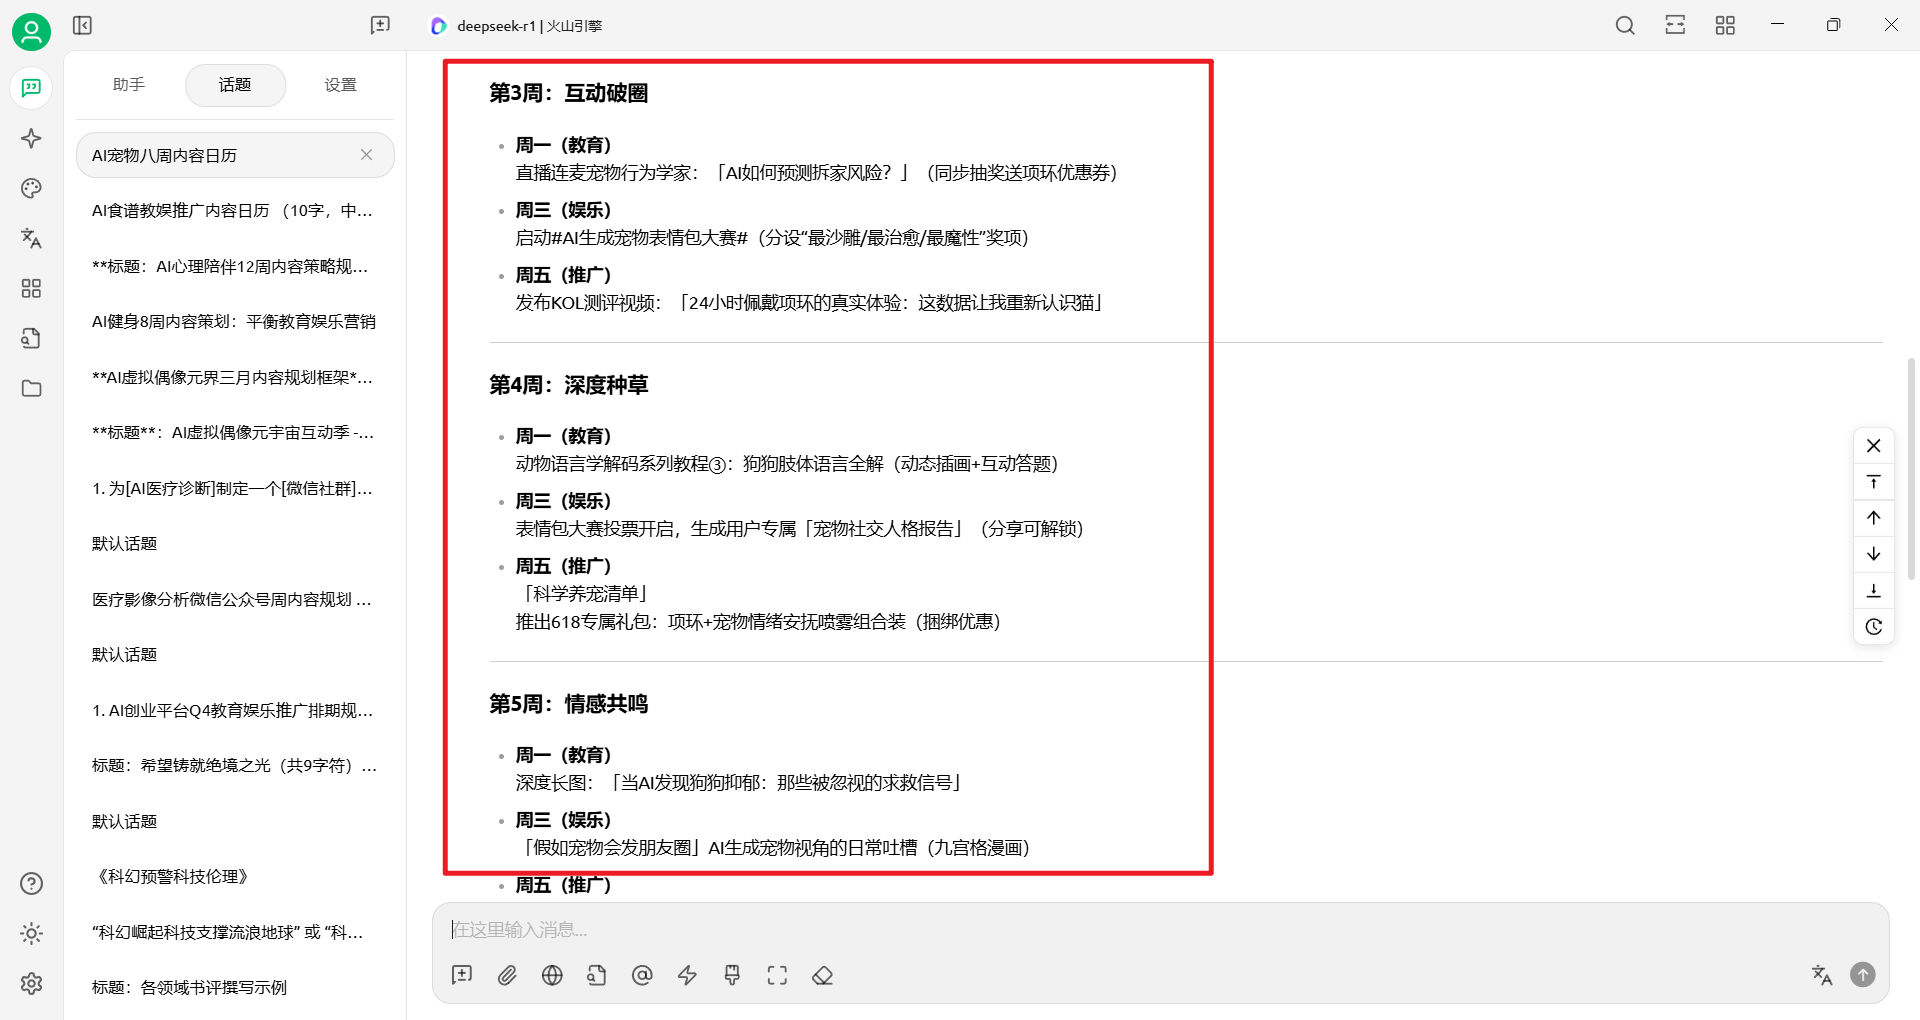 deepseek-r1 | 火山引擎
助手
话题
设置
AI宠物八周内容日历
AI食谱教娱推广内容日历 （10字，中...
**标题：AI心理陪伴12周内容策略规...
AI健身8周内容策划：平衡教育娱乐营销
**AI虚拟偶像元界三月内容规划框架*...
**标题**：AI虚拟偶像元宇宙互动季 -...
1. 为[AI医疗诊断]制定一个[微信社群]...
默认话题
医疗影像分析微信公众号周内容规划 ...
默认话题
1. AI创业平台Q4教育娱乐推广排期规...
标题：希望铸就绝境之光（共9字符）...
默认话题
《科幻预警科技伦理》
“科幻崛起科技支撑流浪地球” 或 “科...
标题：各领域书评撰写示例
第3周：互动破圈
周一（教育）
直播连麦宠物行为学家：「AI如何预测拆家风险？」（同步抽奖送项环优惠券）
周三（娱乐）
启动#AI生成宠物表情包大赛#（分设“最沙雕/最治愈/最魔性”奖项）
周五（推广）
发布KOL测评视频：「24小时佩戴项环的真实体验：这数据让我重新认识猫」
第4周：深度种草
周一（教育）
动物语言学解码系列教程③：狗狗肢体语言全解（动态插画+互动答题）
周三（娱乐）
表情包大赛投票开启，生成用户专属「宠物社交人格报告」（分享可解锁）
周五（推广）
「科学养宠清单」
推出618专属礼包：项环+宠物情绪安抚喷雾组合装（捆绑优惠）
第5周：情感共鸣
周一（教育）
深度长图：「当AI发现狗狗抑郁：那些被忽视的求救信号」
周三（娱乐）
「假如宠物会发朋友圈」AI生成宠物视角的日常吐槽（九宫格漫画）
周五（推广）
在这里输入消息...